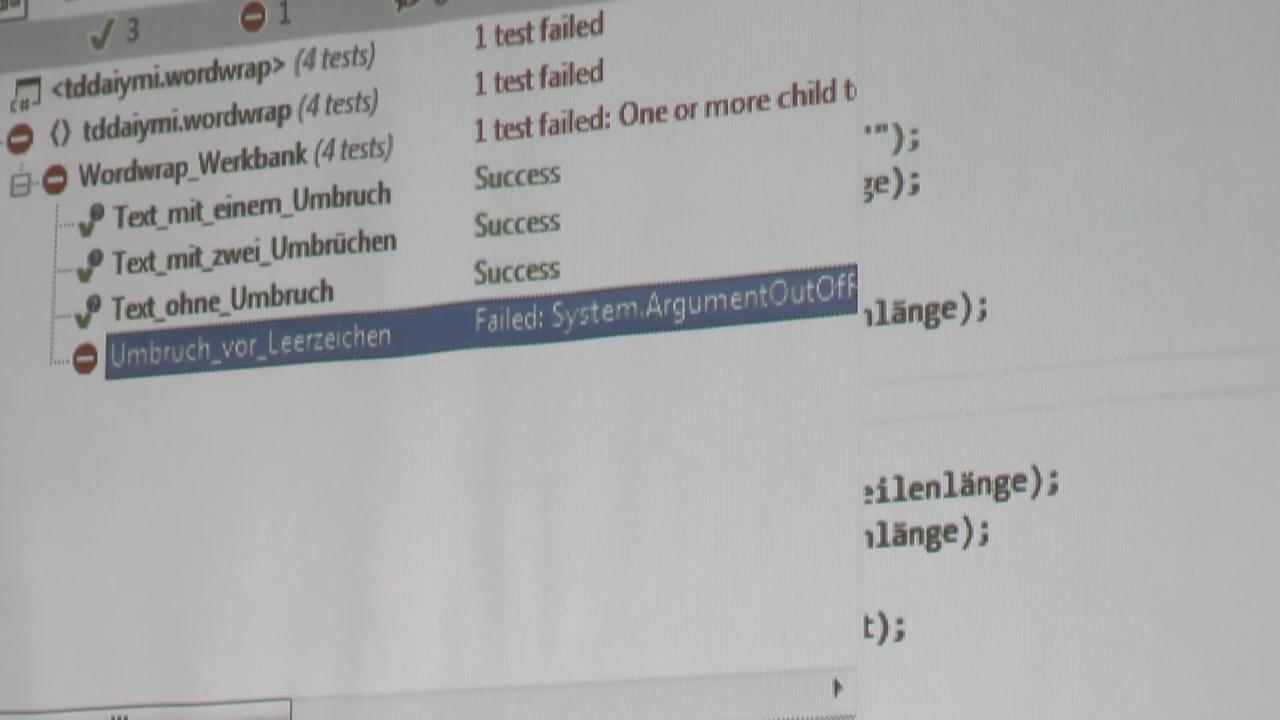 3 1
<tddaiymi.wordwrap> (4 tests) 1 test failed
() tddaiymi.wordwrap (4 tests) 1 test failed
Wordwrap_Werkbank (4 tests) 1 test failed: One or more child t
Text_mit_einem_Umbruch Success
Text_mit_zwei_Umbrüchen Success
Text_ohne_Umbruch Success
Umbruch_vor_Leerzeichen Failed: System.ArgumentOutOfR
'");
ge);
nlänge);
eilenlänge);
nlänge);
t);